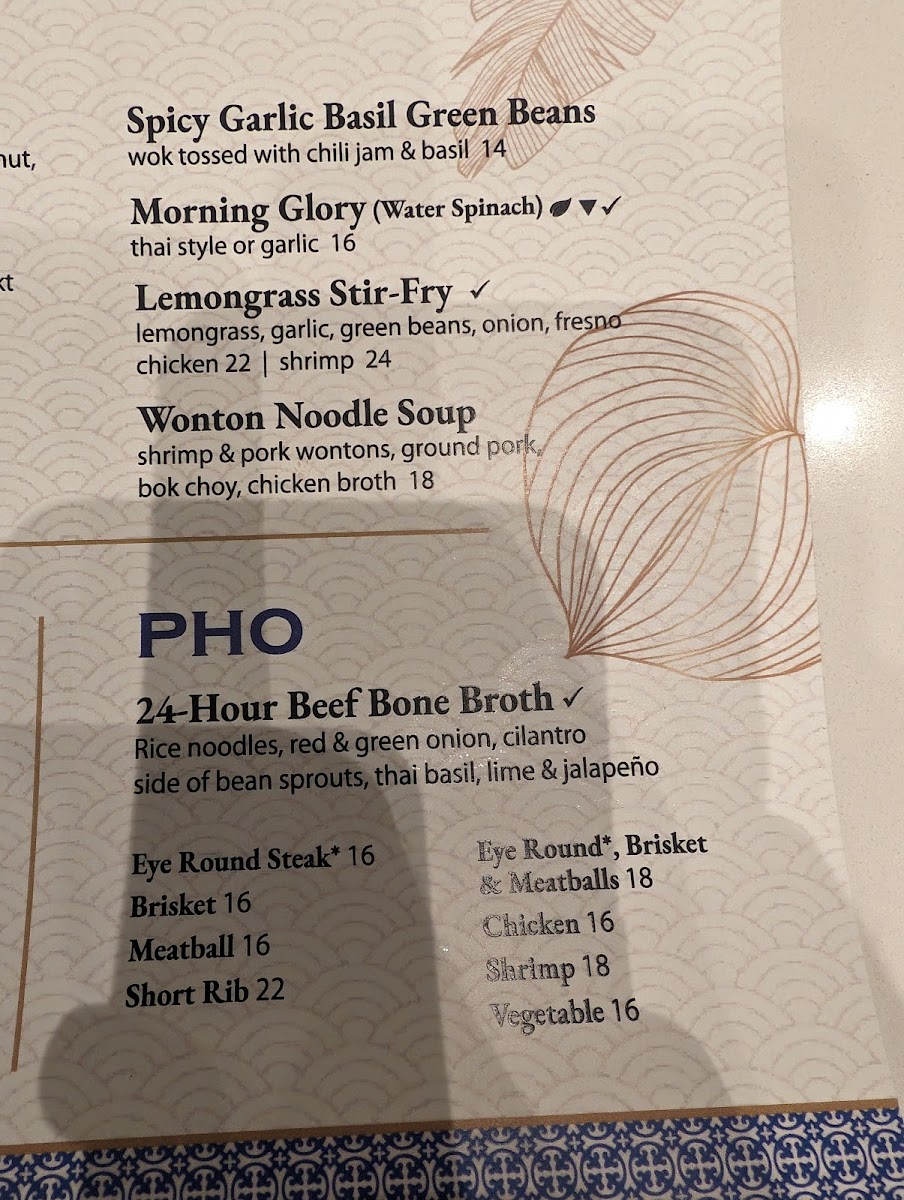 nut,
kt
Spicy Garlic Basil Green Beans
wok tossed with chili jam & basil 14
Morning Glory (Water Spinach) ✓
thai style or garlic 16
Lemongrass Stir-Fry ✓
lemongrass, garlic, green beans, onion, fresno
chicken 22 | shrimp 24
Wonton Noodle Soup
shrimp & pork wontons, ground pork,
bok choy, chicken broth 18
PHO
24-Hour Beef Bone Broth ✓
Rice noodles, red & green onion, cilantro
side of bean sprouts, thai basil, lime & jalapeño
Eye Round Steak* 16
Brisket 16
Meatball 16
Short Rib 22
Eye Round*, Brisket
& Meatballs 18
Chicken 16
Shrimp 18
Vegetable 16